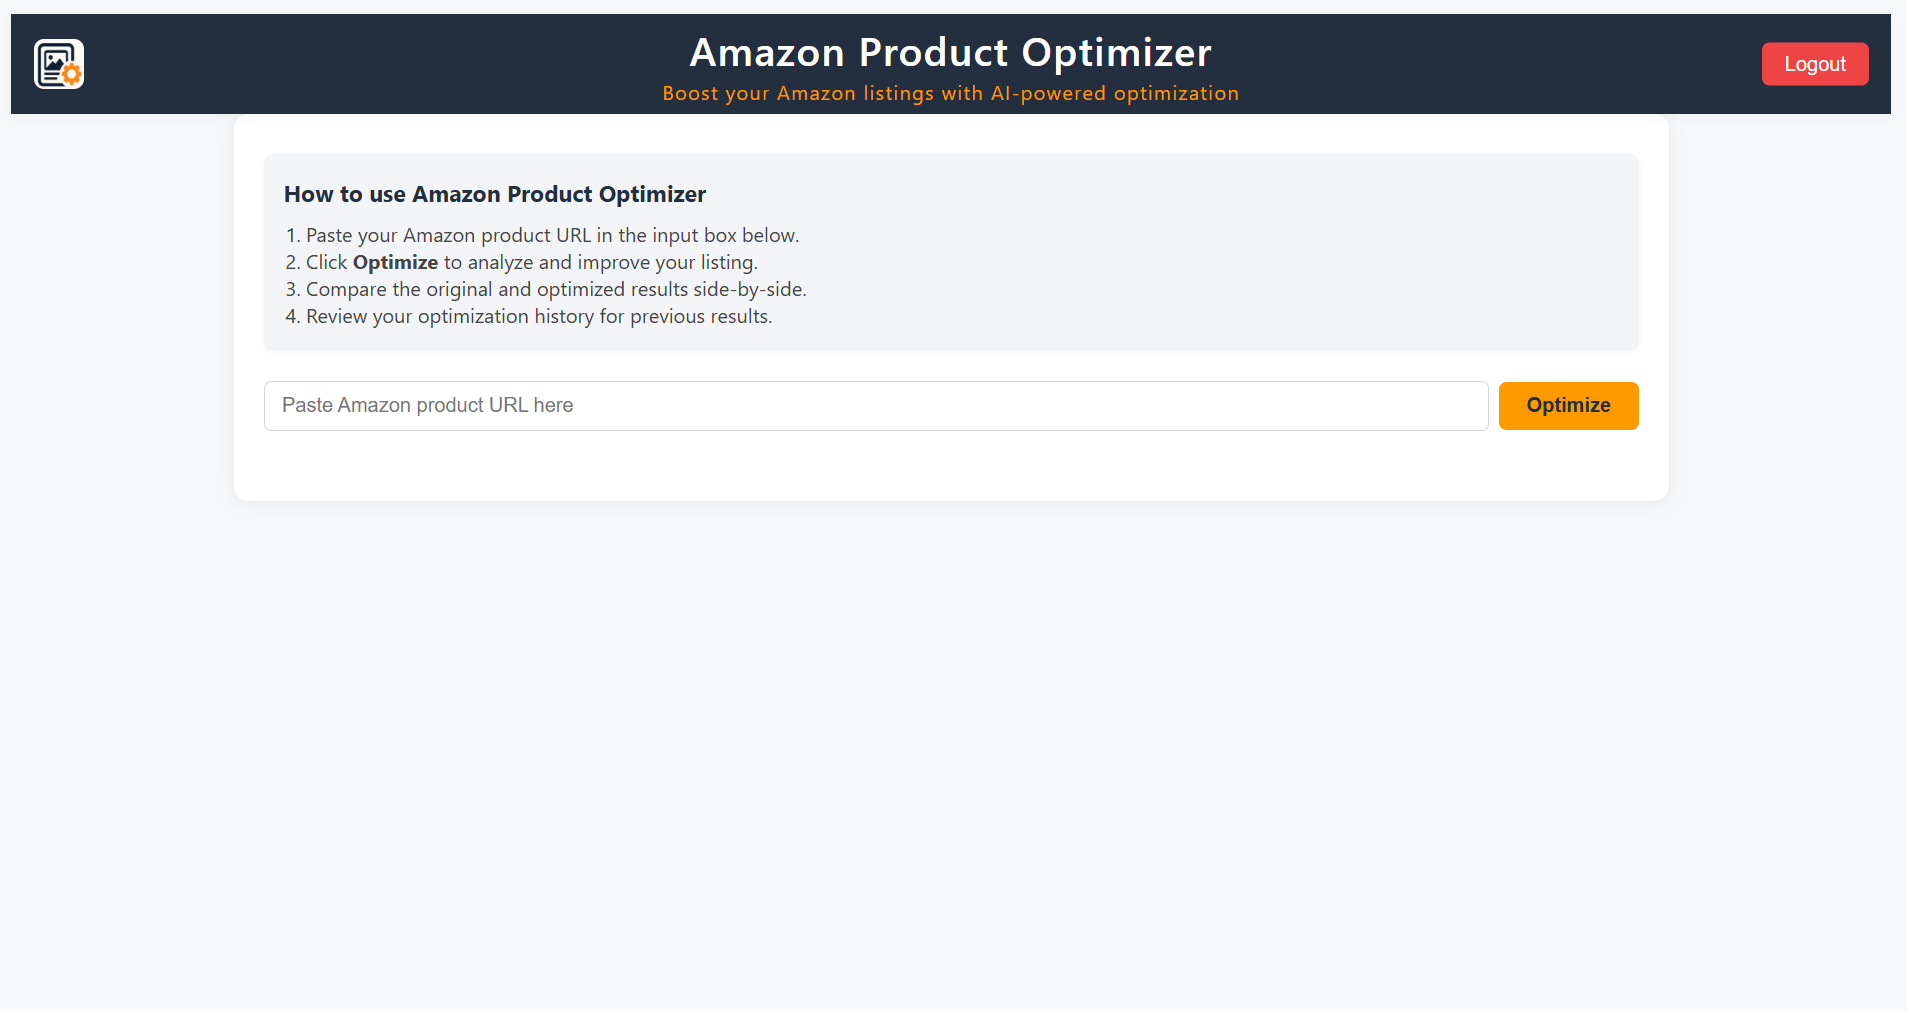 Amazon Product Optimizer
Boost your Amazon listings with AI-powered optimization
Logout
How to use Amazon Product Optimizer
1. Paste your Amazon product URL in the input box below.
2. Click Optimize to analyze and improve your listing.
3. Compare the original and optimized results side-by-side.
4. Review your optimization history for previous results.
Paste Amazon product URL here
Optimize